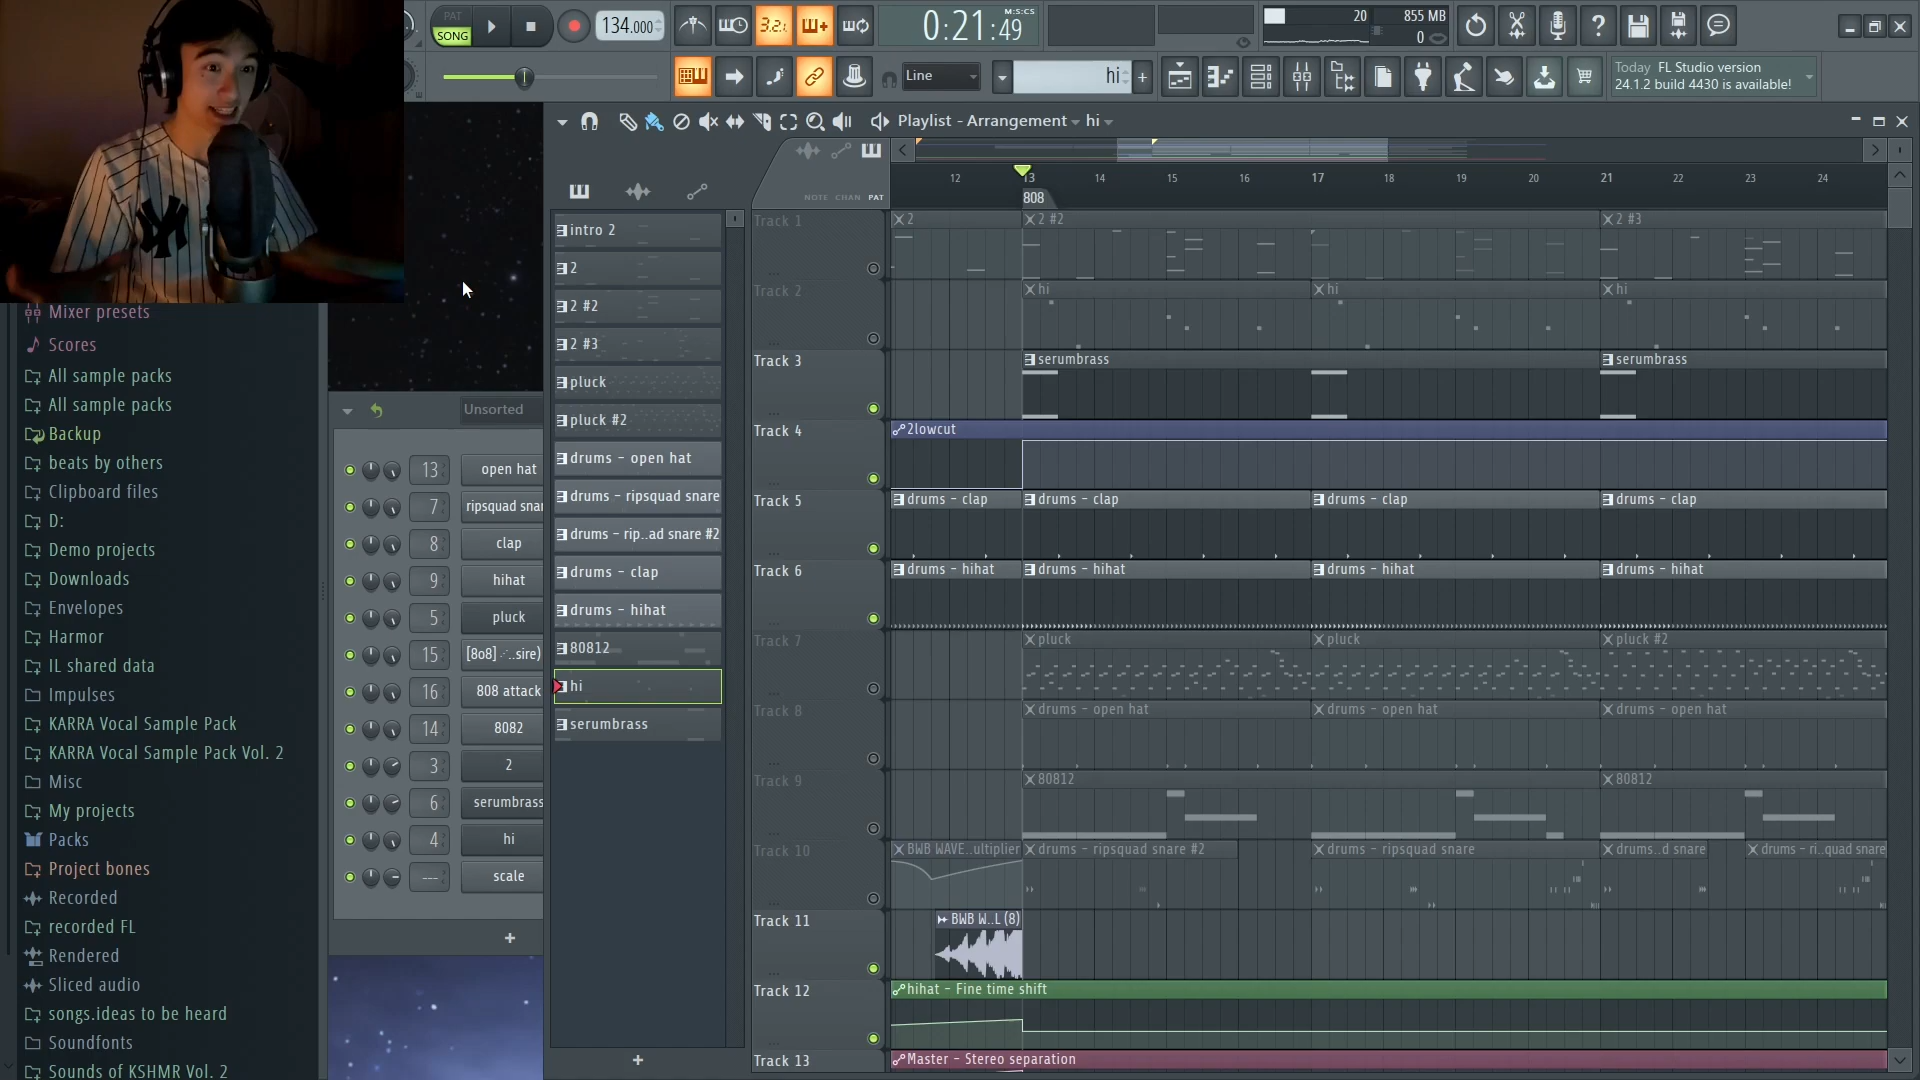 PAT
SONG
134.000
3.2.1
0:21:49
M:S:CS
20
855 MB
0
Line
hi
Today FL Studio version
24.1.2 build 4430 is available!
Playlist - Arrangement
hi
NOTE CHAN PAT
12
13
14
15
16
17
18
19
20
21
22
23
24
808
Mixer presets
Scores
All sample packs
All sample packs
Backup
beats by others
Clipboard files
D:
Demo projects
Downloads
Envelopes
Harmor
IL shared data
Impulses
KARRA Vocal Sample Pack
KARRA Vocal Sample Pack Vol. 2
Misc
My projects
Packs
Project bones
Recorded
recorded FL
Rendered
Sliced audio
songs.ideas to be heard
Soundfonts
Sounds of KSHMR Vol. 2
Unsorted
13 open hat
7 ripsquad snar
8 clap
9 hihat
5 pluck
15 [8o8] ..sire)
16 808 attack
14 8082
3 2
6 serumbrass
4 hi
--- scale
+
intro 2
2
2 #2
2 #3
pluck
pluck #2
drums - open hat
drums - ripsquad snare
drums - rip..ad snare #2
drums - clap
drums - hihat
80812
hi
serumbrass
+
Track 1
2
2 #2
2 #3
Track 2
hi
hi
hi
Track 3
serumbrass
serumbrass
Track 4
2lowcut
Track 5
drums - clap
drums - clap
drums - clap
drums - clap
Track 6
drums - hihat
drums - hihat
drums - hihat
drums - hihat
Track 7
pluck
pluck
pluck #2
Track 8
drums - open hat
drums - open hat
drums - open hat
Track 9
80812
80812
Track 10
BWB WAVE..ultiplier
drums - ripsquad snare #2
drums - ripsquad snare
drums..d snare
drums - ri..quad snare
Track 11
BWB W..L (8)
Track 12
hihat - Fine time shift
Track 13
Master - Stereo separation